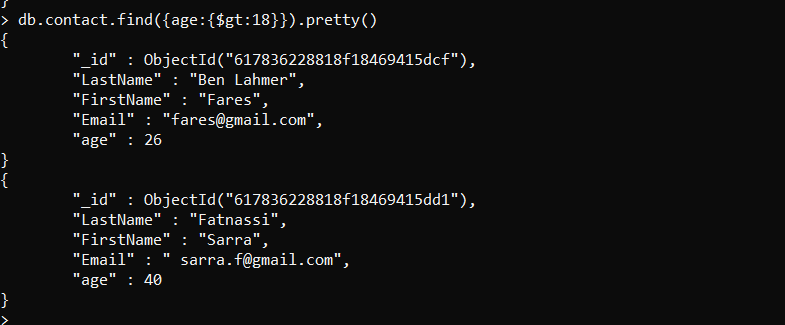 }
> db.contact.find({age:{$gt:18}}).pretty()
{
        "_id" : ObjectId("617836228818f18469415dcf"),
        "LastName" : "Ben Lahmer",
        "FirstName" : "Fares",
        "Email" : "fares@gmail.com",
        "age" : 26
}
{
        "_id" : ObjectId("617836228818f18469415dd1"),
        "LastName" : "Fatnassi",
        "FirstName" : "Sarra",
        "Email" : " sarra.f@gmail.com",
        "age" : 40
}
>